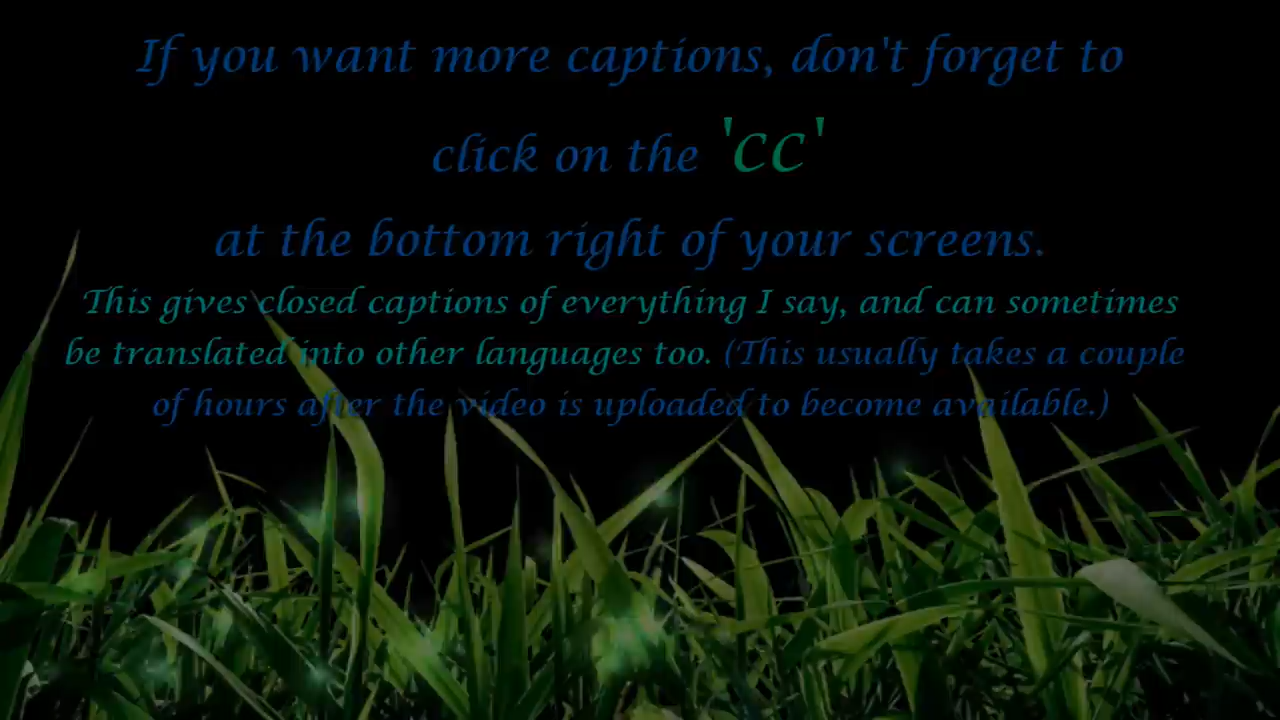 If you want more captions, don't forget to
click on the 'cc'
at the bottom right of your screens.
This gives closed captions of everything I say, and can sometimes
be translated into other languages too. (This usually takes a couple
of hours after the video is uploaded to become available.)